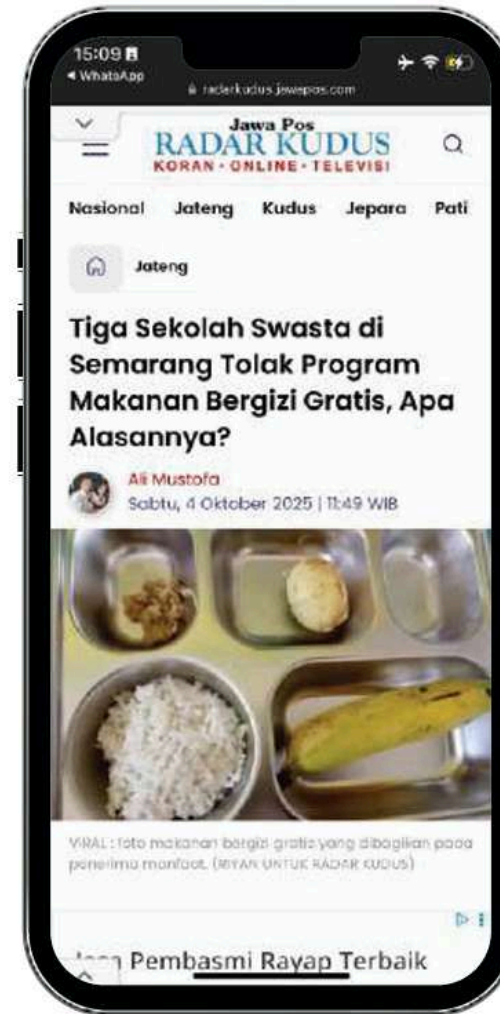 15:09
WhatsApp
radarkudus.jawapos.com
Jawa Pos
RADAR KUDUS
KORAN - ONLINE - TELEVISI
Nasional Jateng Kudus Jepara Pati
Jateng
Tiga Sekolah Swasta di
Semarang Tolak Program
Makanan Bergizi Gratis, Apa
Alasannya?
Ali Mustofa
Sabtu, 4 Oktober 2025 | 11:49 WIB
VIRAL : foto makanan bergizi gratis yang dibagikan pada
penerima manfaat. (RIYAN UNTUK RADAR KUDUS)
Pembasmi Rayap Terbaik